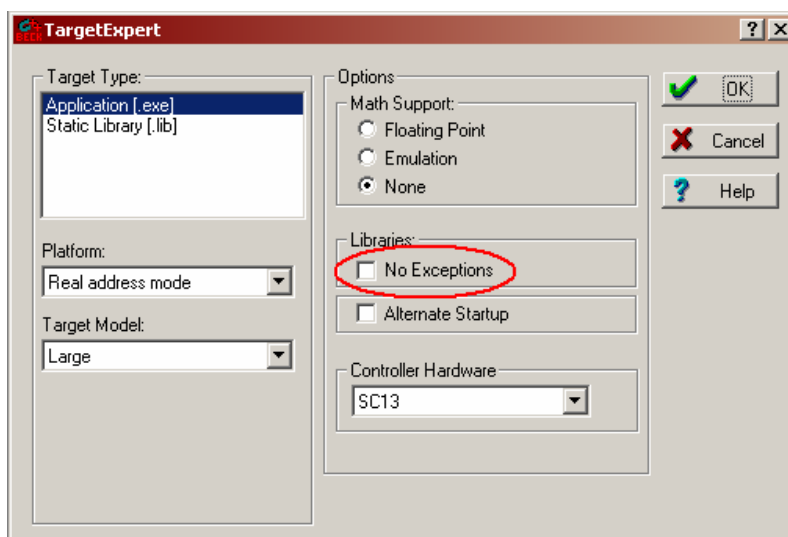 BECK TargetExpert
Target Type:
Application [.exe]
Static Library [.lib]
Platform:
Real address mode
Target Model:
Large
Options
Math Support:
Floating Point
Emulation
None
Libraries:
No Exceptions
Alternate Startup
Controller Hardware
SC13
? X
OK
Cancel
? Help